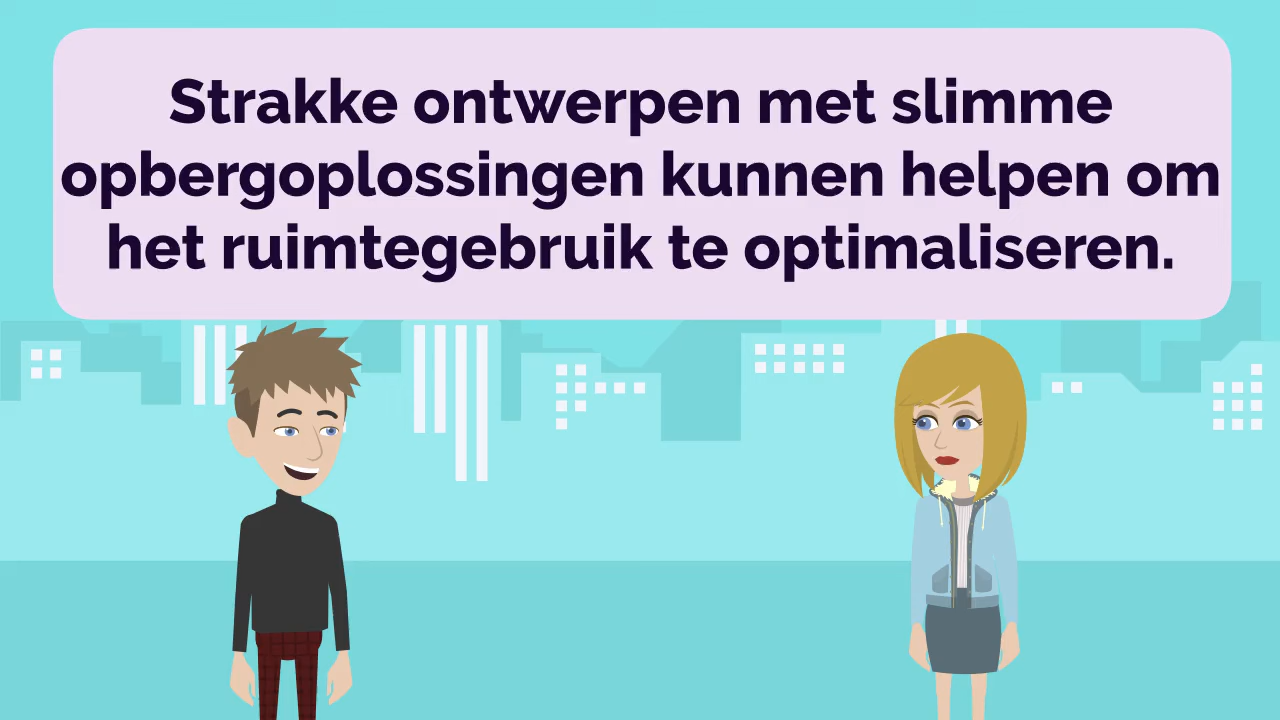 Strakke ontwerpen met slimme
opbergoplossingen kunnen helpen om
het ruimtegebruik te optimaliseren.